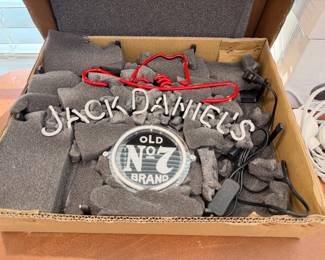 JACK DANIEL'S
OLD
No 7
BRAND